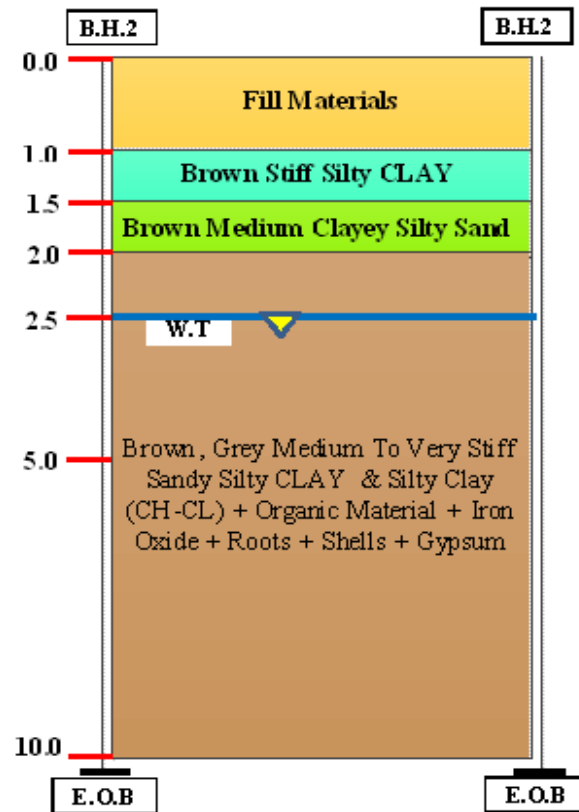 B.H.2
B.H.2
0.0
Fill Materials
1.0
Brown Stiff Silty CLAY
1.5
Brown Medium Clayey Silty Sand
2.0
2.5
W.T
Brown , Grey Medium To Very Stiff
5.0
Sandy Silty CLAY & Silty Clay
(CH-CL) + Organic Material + Iron
Oxide + Roots + Shells + Gypsum
10.0
E.O.B
E.O.B